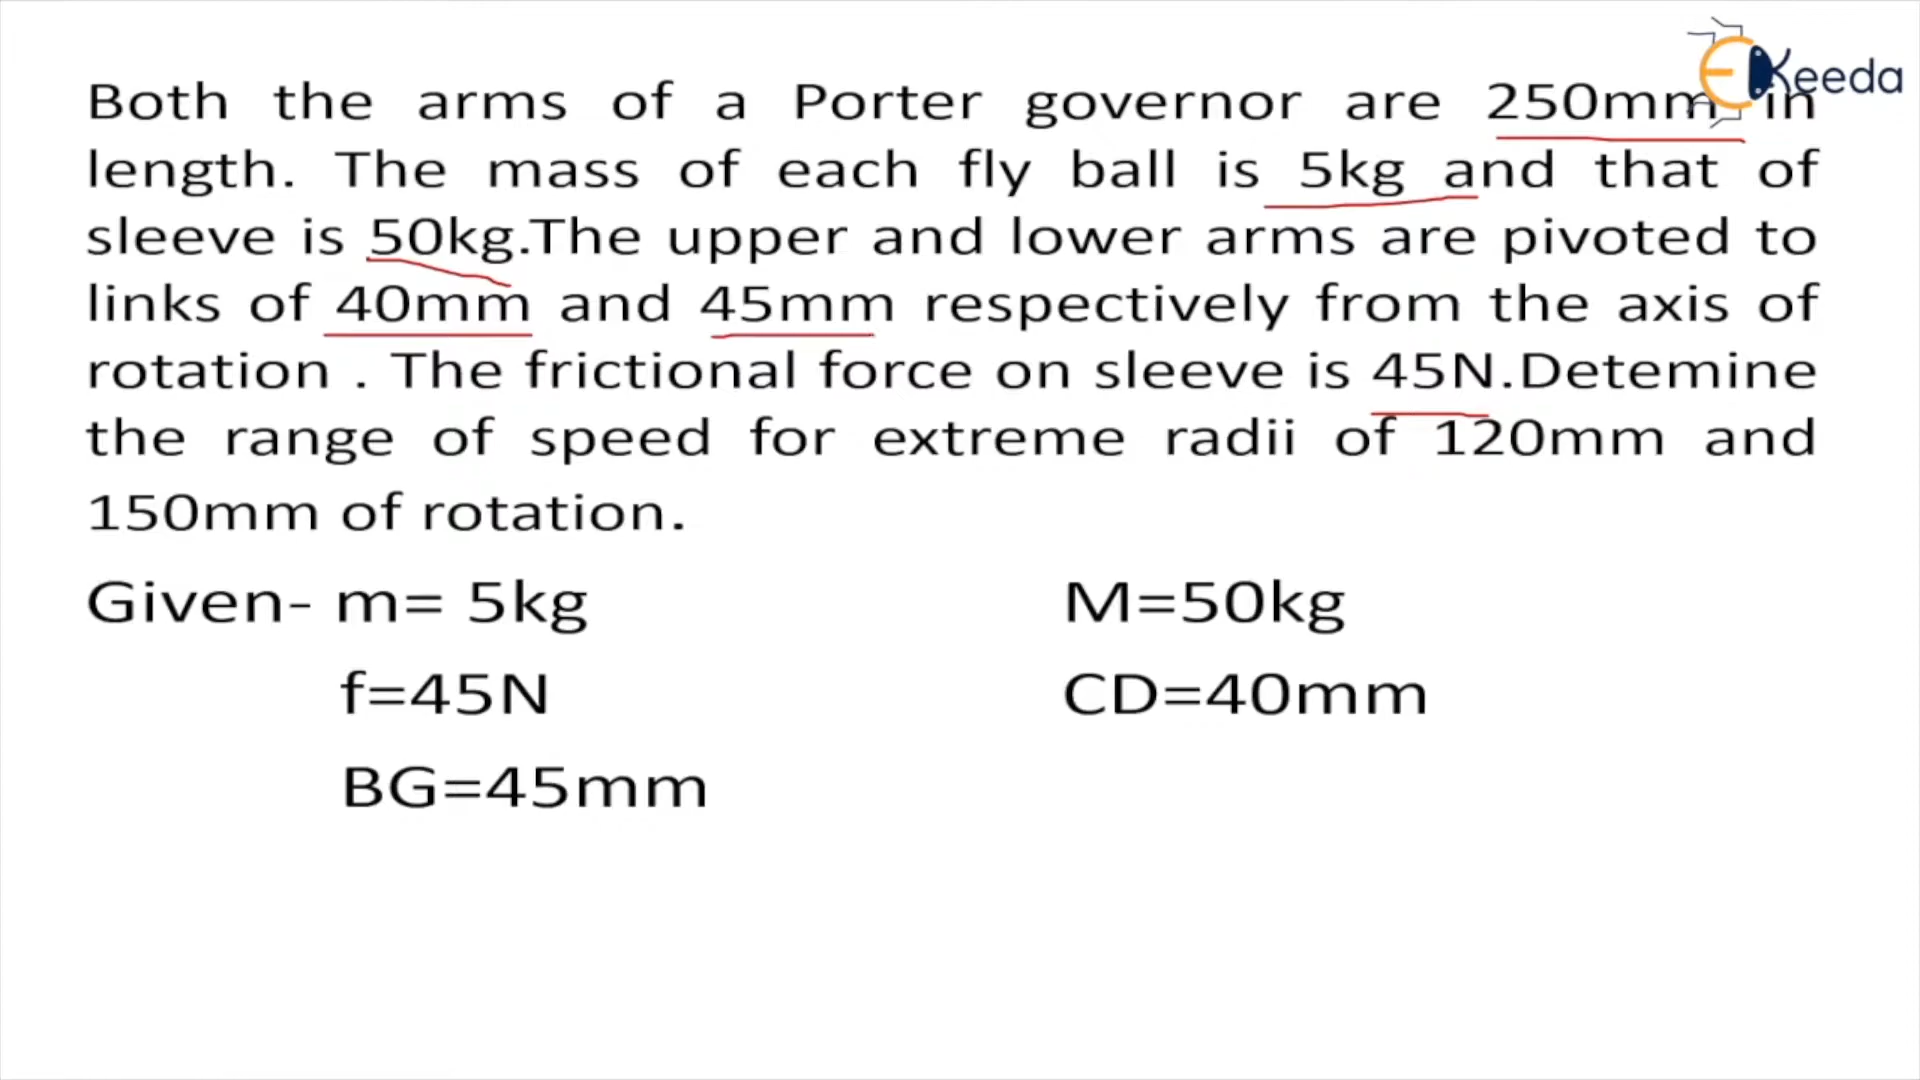 Keeda
Both the arms of a Porter governor are 250mm in
length. The mass of each fly ball is 5kg and that of
sleeve is 50kg.The upper and lower arms are pivoted to
links of 40mm and 45mm respectively from the axis of
rotation . The frictional force on sleeve is 45N.Detemine
the range of speed for extreme radii of 120mm and
150mm of rotation.
Given- m= 5kg M=50kg
f=45N CD=40mm
BG=45mm